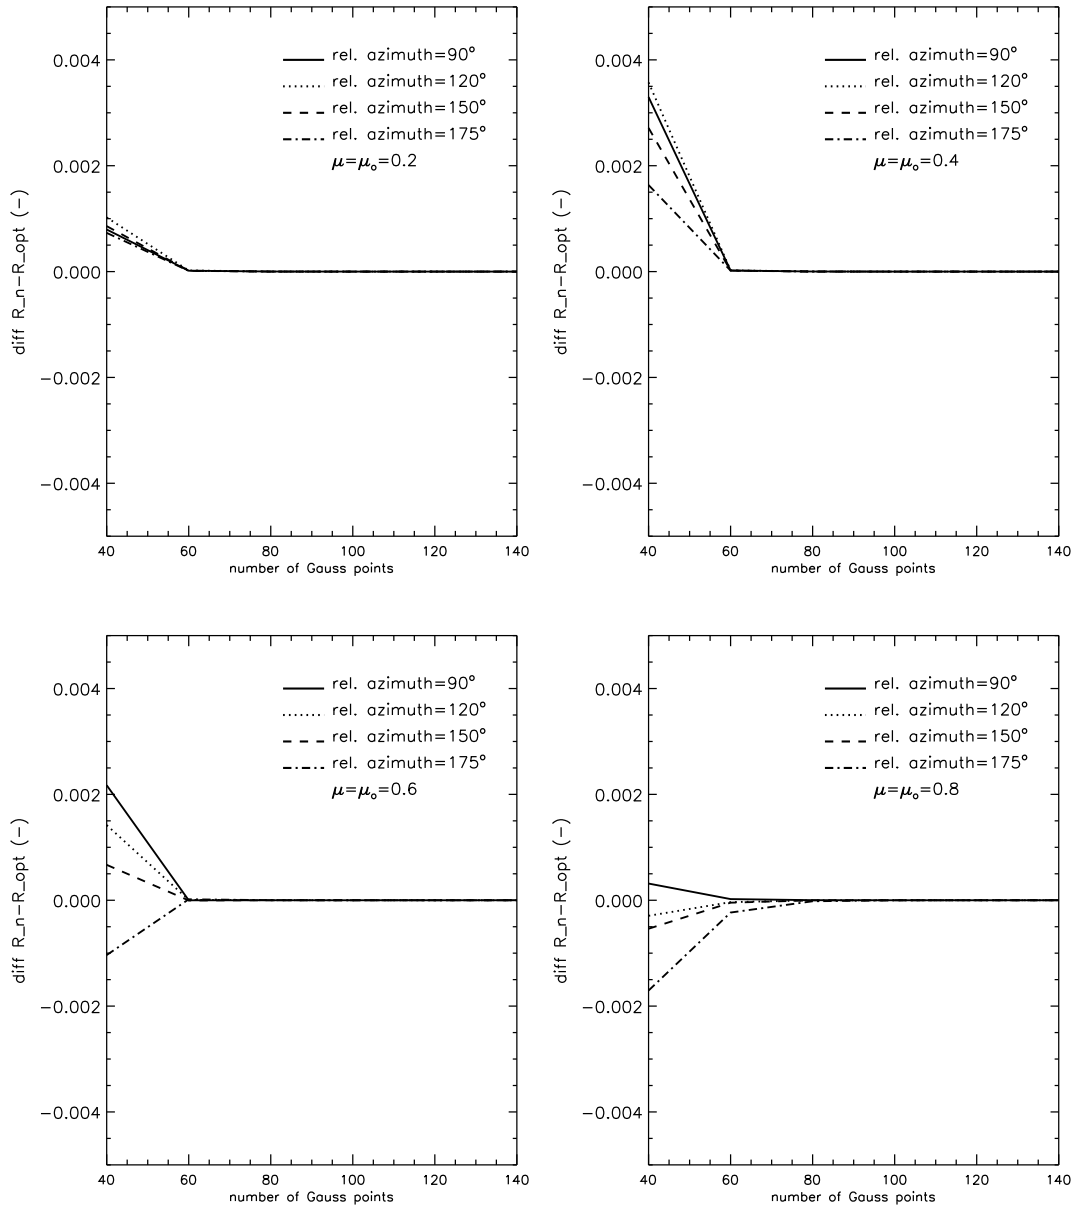 0.004
0.002
0.000
−0.002
−0.004
diff R_n−R_opt (−)
rel. azimuth=90°
rel. azimuth=120°
rel. azimuth=150°
rel. azimuth=175°
μ=μ₀=0.2
40 60 80 100 120 140
number of Gauss points
0.004
0.002
0.000
−0.002
−0.004
diff R_n−R_opt (−)
rel. azimuth=90°
rel. azimuth=120°
rel. azimuth=150°
rel. azimuth=175°
μ=μ₀=0.4
40 60 80 100 120 140
number of Gauss points
0.004
0.002
0.000
−0.002
−0.004
diff R_n−R_opt (−)
rel. azimuth=90°
rel. azimuth=120°
rel. azimuth=150°
rel. azimuth=175°
μ=μ₀=0.6
40 60 80 100 120 140
number of Gauss points
0.004
0.002
0.000
−0.002
−0.004
diff R_n−R_opt (−)
rel. azimuth=90°
rel. azimuth=120°
rel. azimuth=150°
rel. azimuth=175°
μ=μ₀=0.8
40 60 80 100 120 140
number of Gauss points